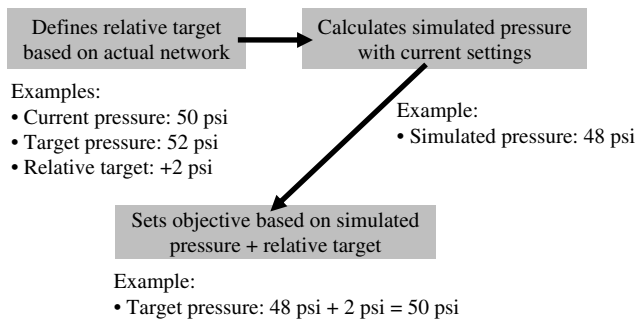 Defines relative target
based on actual network
Calculates simulated pressure
with current settings
Examples:
• Current pressure: 50 psi
• Target pressure: 52 psi
• Relative target: +2 psi
Example:
• Simulated pressure: 48 psi
Sets objective based on simulated
pressure + relative target
Example:
• Target pressure: 48 psi + 2 psi = 50 psi